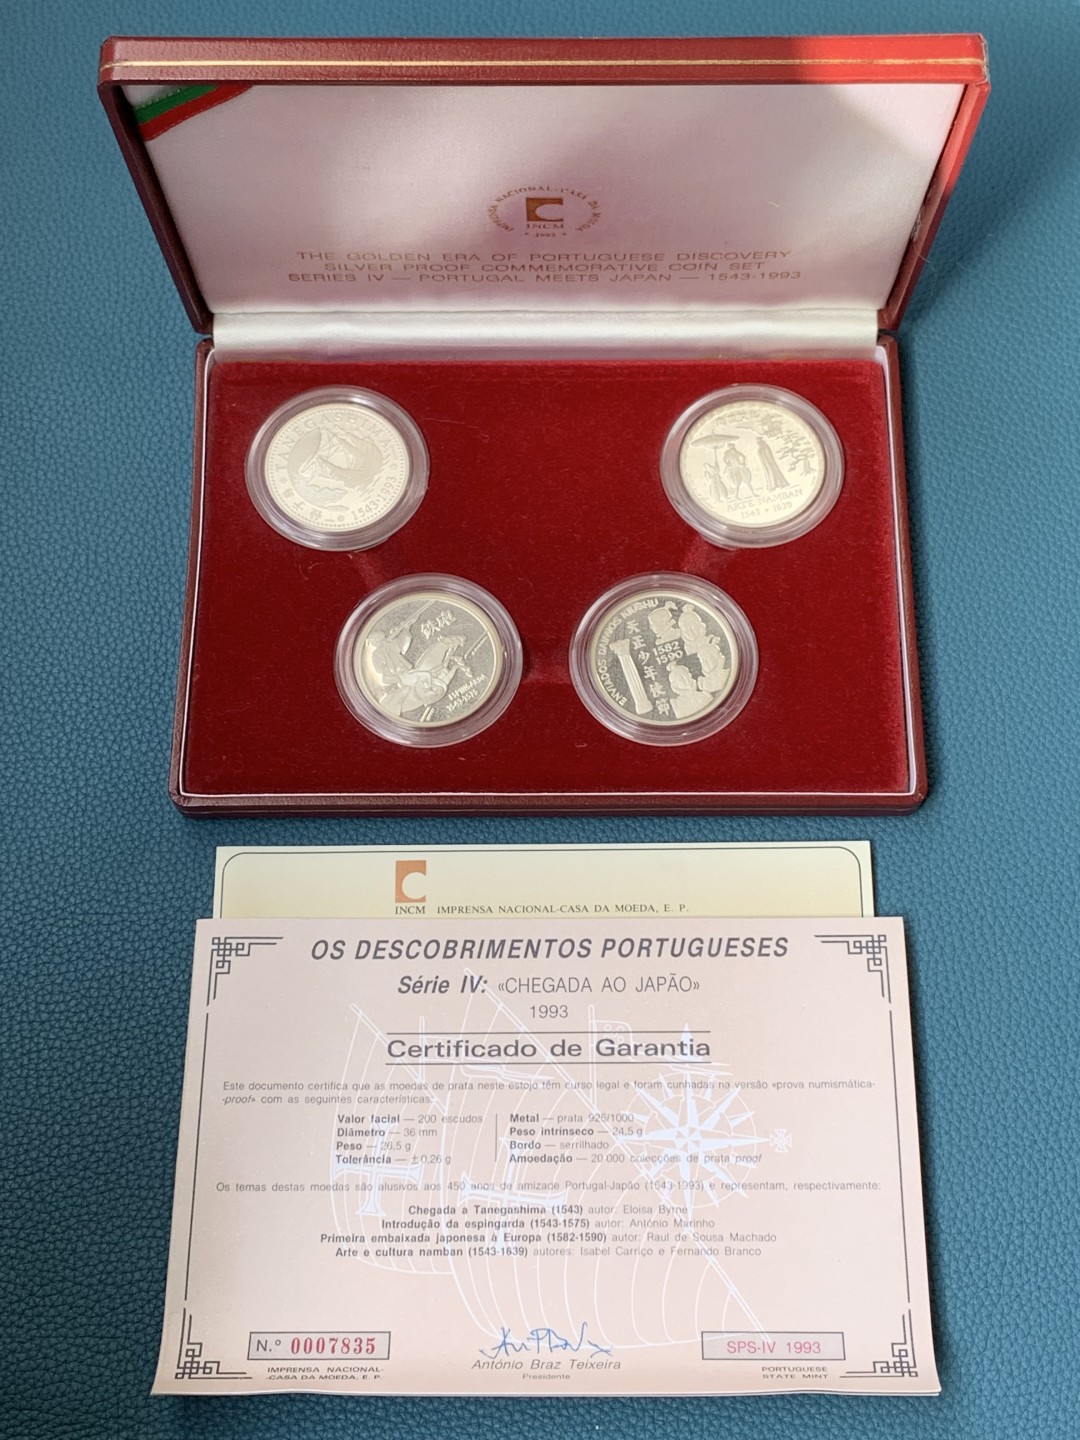 IMPRENSA NACIONAL-CASA DA MOEDA
INCM
• 1993 •
THE GOLDEN ERA OF PORTUGUESE DISCOVERY
SILVER PROOF COMMEMORATIVE COIN SET
SERIES IV — PORTUGAL MEETS JAPAN — 1543-1993
1543-1993
ARTE NAMBAN
1543 • 1639
ESPINGARDA
1543-1575
ENVIADOS DAIMIOS KIUSHU
1582
1590
天正少年使節
INCM IMPRENSA NACIONAL-CASA DA MOEDA, E. P.
OS DESCOBRIMENTOS PORTUGUESES
Série IV: «CHEGADA AO JAPÃO»
1993
Certificado de Garantia
Este documento certifica que as moedas de prata neste estojo têm curso legal e foram cunhadas na versão «prova numismática-
-proof» com as seguintes características:
Valor facial — 200 escudos
Diâmetro — 36 mm
Peso — 26,5 g
Tolerância — ±0,26 g
Metal — prata 925/1000
Peso intrínseco — 24,5 g
Bordo — serrilhado
Amoedação — 20 000 colecções de prata proof
Os temas destas moedas são alusivos aos 450 anos de amizade Portugal-Japão (1543-1993) e representam, respectivamente:
Chegada a Tanegashima (1543) autor: Eloísa Byrne
Introdução da espingarda (1543-1575) autor: António Marinho
Primeira embaixada japonesa à Europa (1582-1590) autor: Raul de Sousa Machado
Arte e cultura namban (1543-1639) autores: Isabel Carriço e Fernando Branco
N.º 0007835
IMPRENSA NACIONAL-
-CASA DA MOEDA, E. P.
António Braz Teixeira
Presidente
SPS-IV 1993
PORTUGUESE
STATE MINT